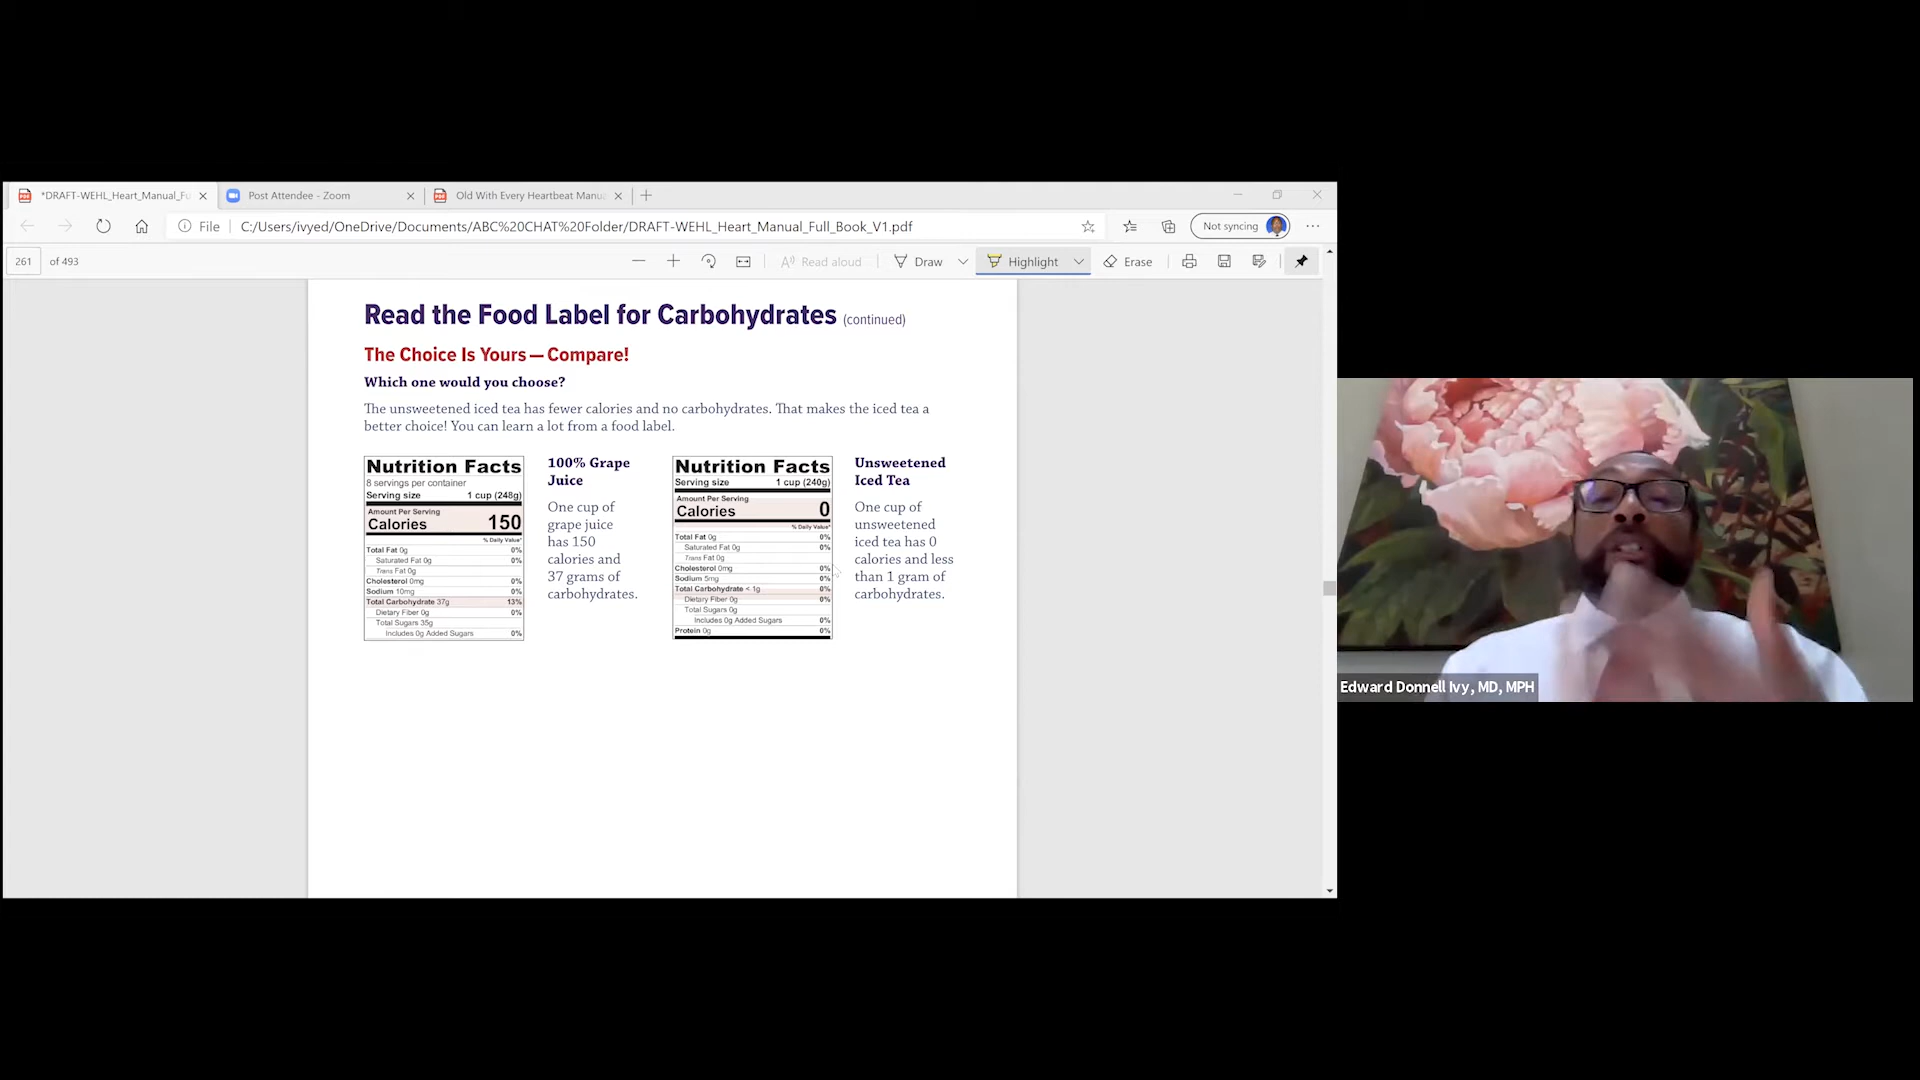 *DRAFT-WEHL_Heart_Manual_Fu
Post Attendee - Zoom
Old With Every Heartbeat Manua
File
C:/Users/ivyed/OneDrive/Documents/ABC%20CHAT%20Folder/DRAFT-WEHL_Heart_Manual_Full_Book_V1.pdf
Not syncing
261 of 493
Read aloud
Draw
Highlight
Erase
Read the Food Label for Carbohydrates (continued)
The Choice Is Yours — Compare!
Which one would you choose?
The unsweetened iced tea has fewer calories and no carbohydrates. That makes the iced tea a
better choice! You can learn a lot from a food label.
Nutrition Facts
8 servings per container
Serving size 1 cup (248g)
Amount Per Serving
Calories 150
% Daily Value*
Total Fat 0g 0%
Saturated Fat 0g 0%
Trans Fat 0g
Cholesterol 0mg 0%
Sodium 10mg 0%
Total Carbohydrate 37g 13%
Dietary Fiber 0g 0%
Total Sugars 35g
Includes 0g Added Sugars 0%
100% Grape
Juice
One cup of
grape juice
has 150
calories and
37 grams of
carbohydrates.
Nutrition Facts
Serving size 1 cup (240g)
Amount Per Serving
Calories 0
% Daily Value*
Total Fat 0g 0%
Saturated Fat 0g 0%
Trans Fat 0g
Cholesterol 0mg 0%
Sodium 5mg 0%
Total Carbohydrate < 1g 0%
Dietary Fiber 0g 0%
Total Sugars 0g
Includes 0g Added Sugars 0%
Protein 0g 0%
Unsweetened
Iced Tea
One cup of
unsweetened
iced tea has 0
calories and less
than 1 gram of
carbohydrates.
Edward Donnell Ivy, MD, MPH